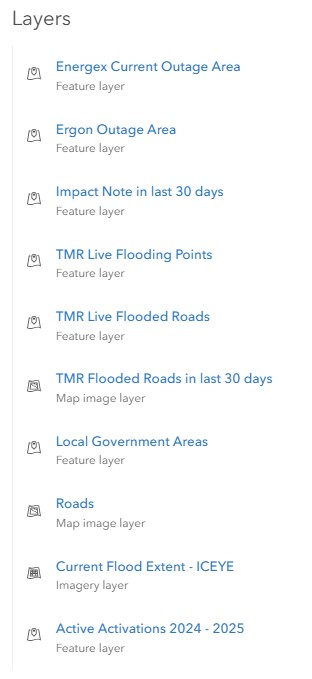 Layers
Energex Current Outage Area
Feature layer
Ergon Outage Area
Feature layer
Impact Note in last 30 days
Feature layer
TMR Live Flooding Points
Feature layer
TMR Live Flooded Roads
Feature layer
TMR Flooded Roads in last 30 days
Map image layer
Local Government Areas
Feature layer
Roads
Map image layer
Current Flood Extent - ICEYE
Imagery layer
Active Activations 2024 - 2025
Feature layer